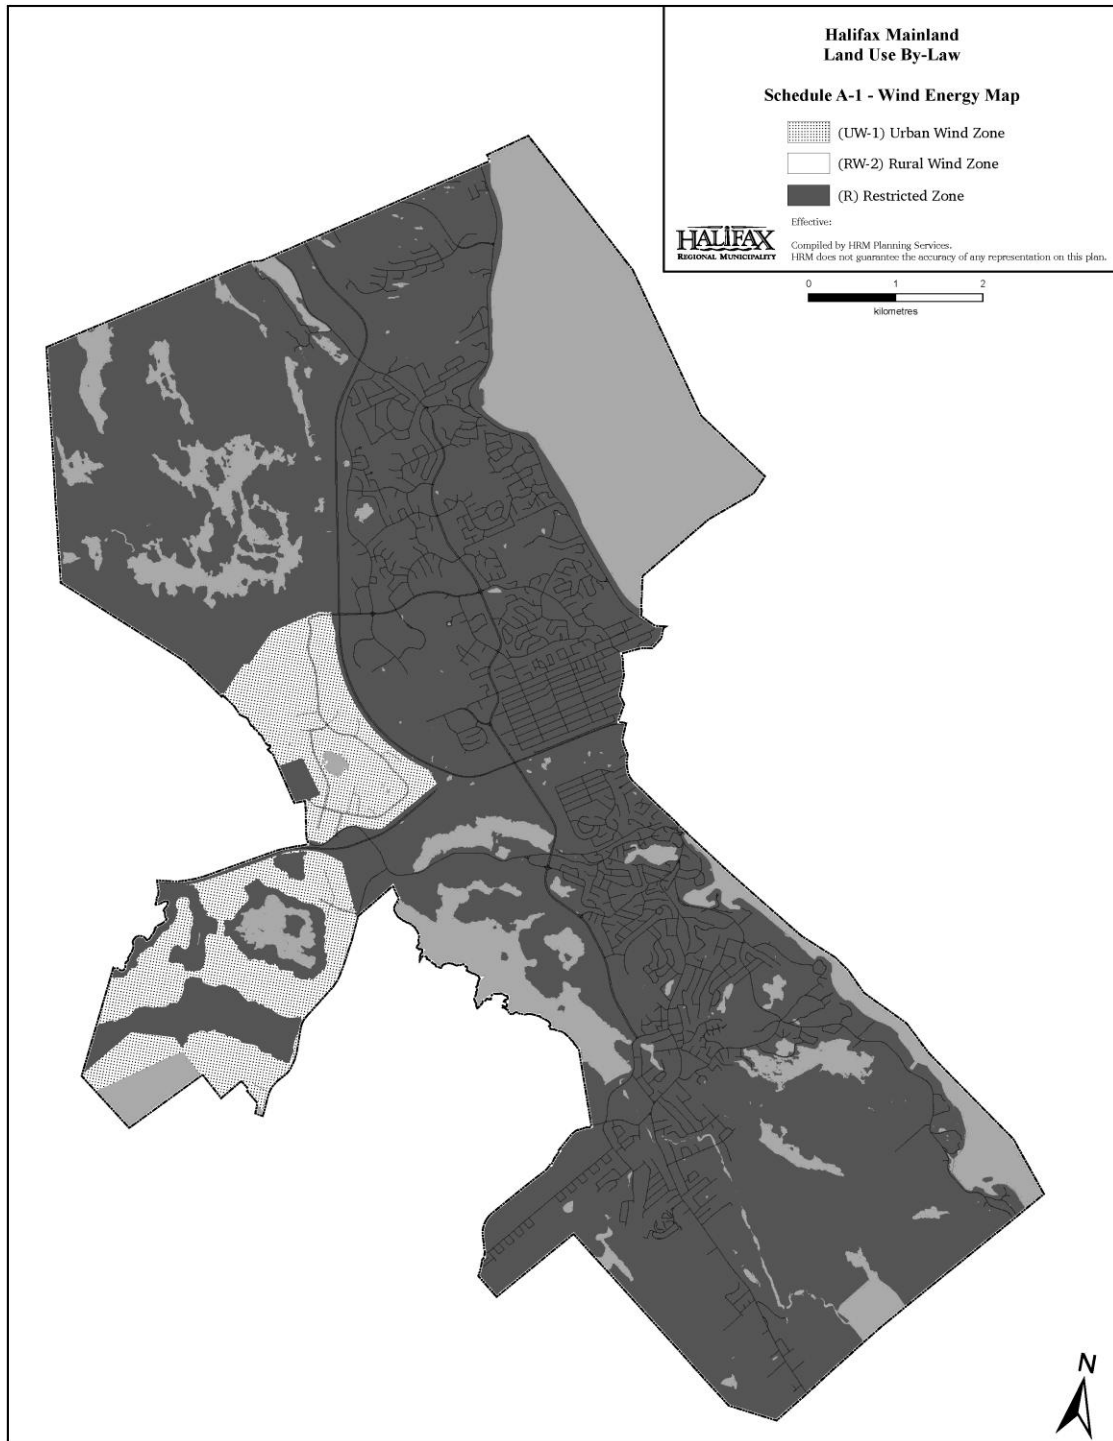 Halifax Mainland
Land Use By-Law
Schedule A-1 - Wind Energy Map
(UW-1) Urban Wind Zone
(RW-2) Rural Wind Zone
(R) Restricted Zone
Effective:
HALIFAX
REGIONAL MUNICIPALITY
Compiled by HRM Planning Services.
HRM does not guarantee the accuracy of any representation on this plan.
0 1 2
kilometres
N